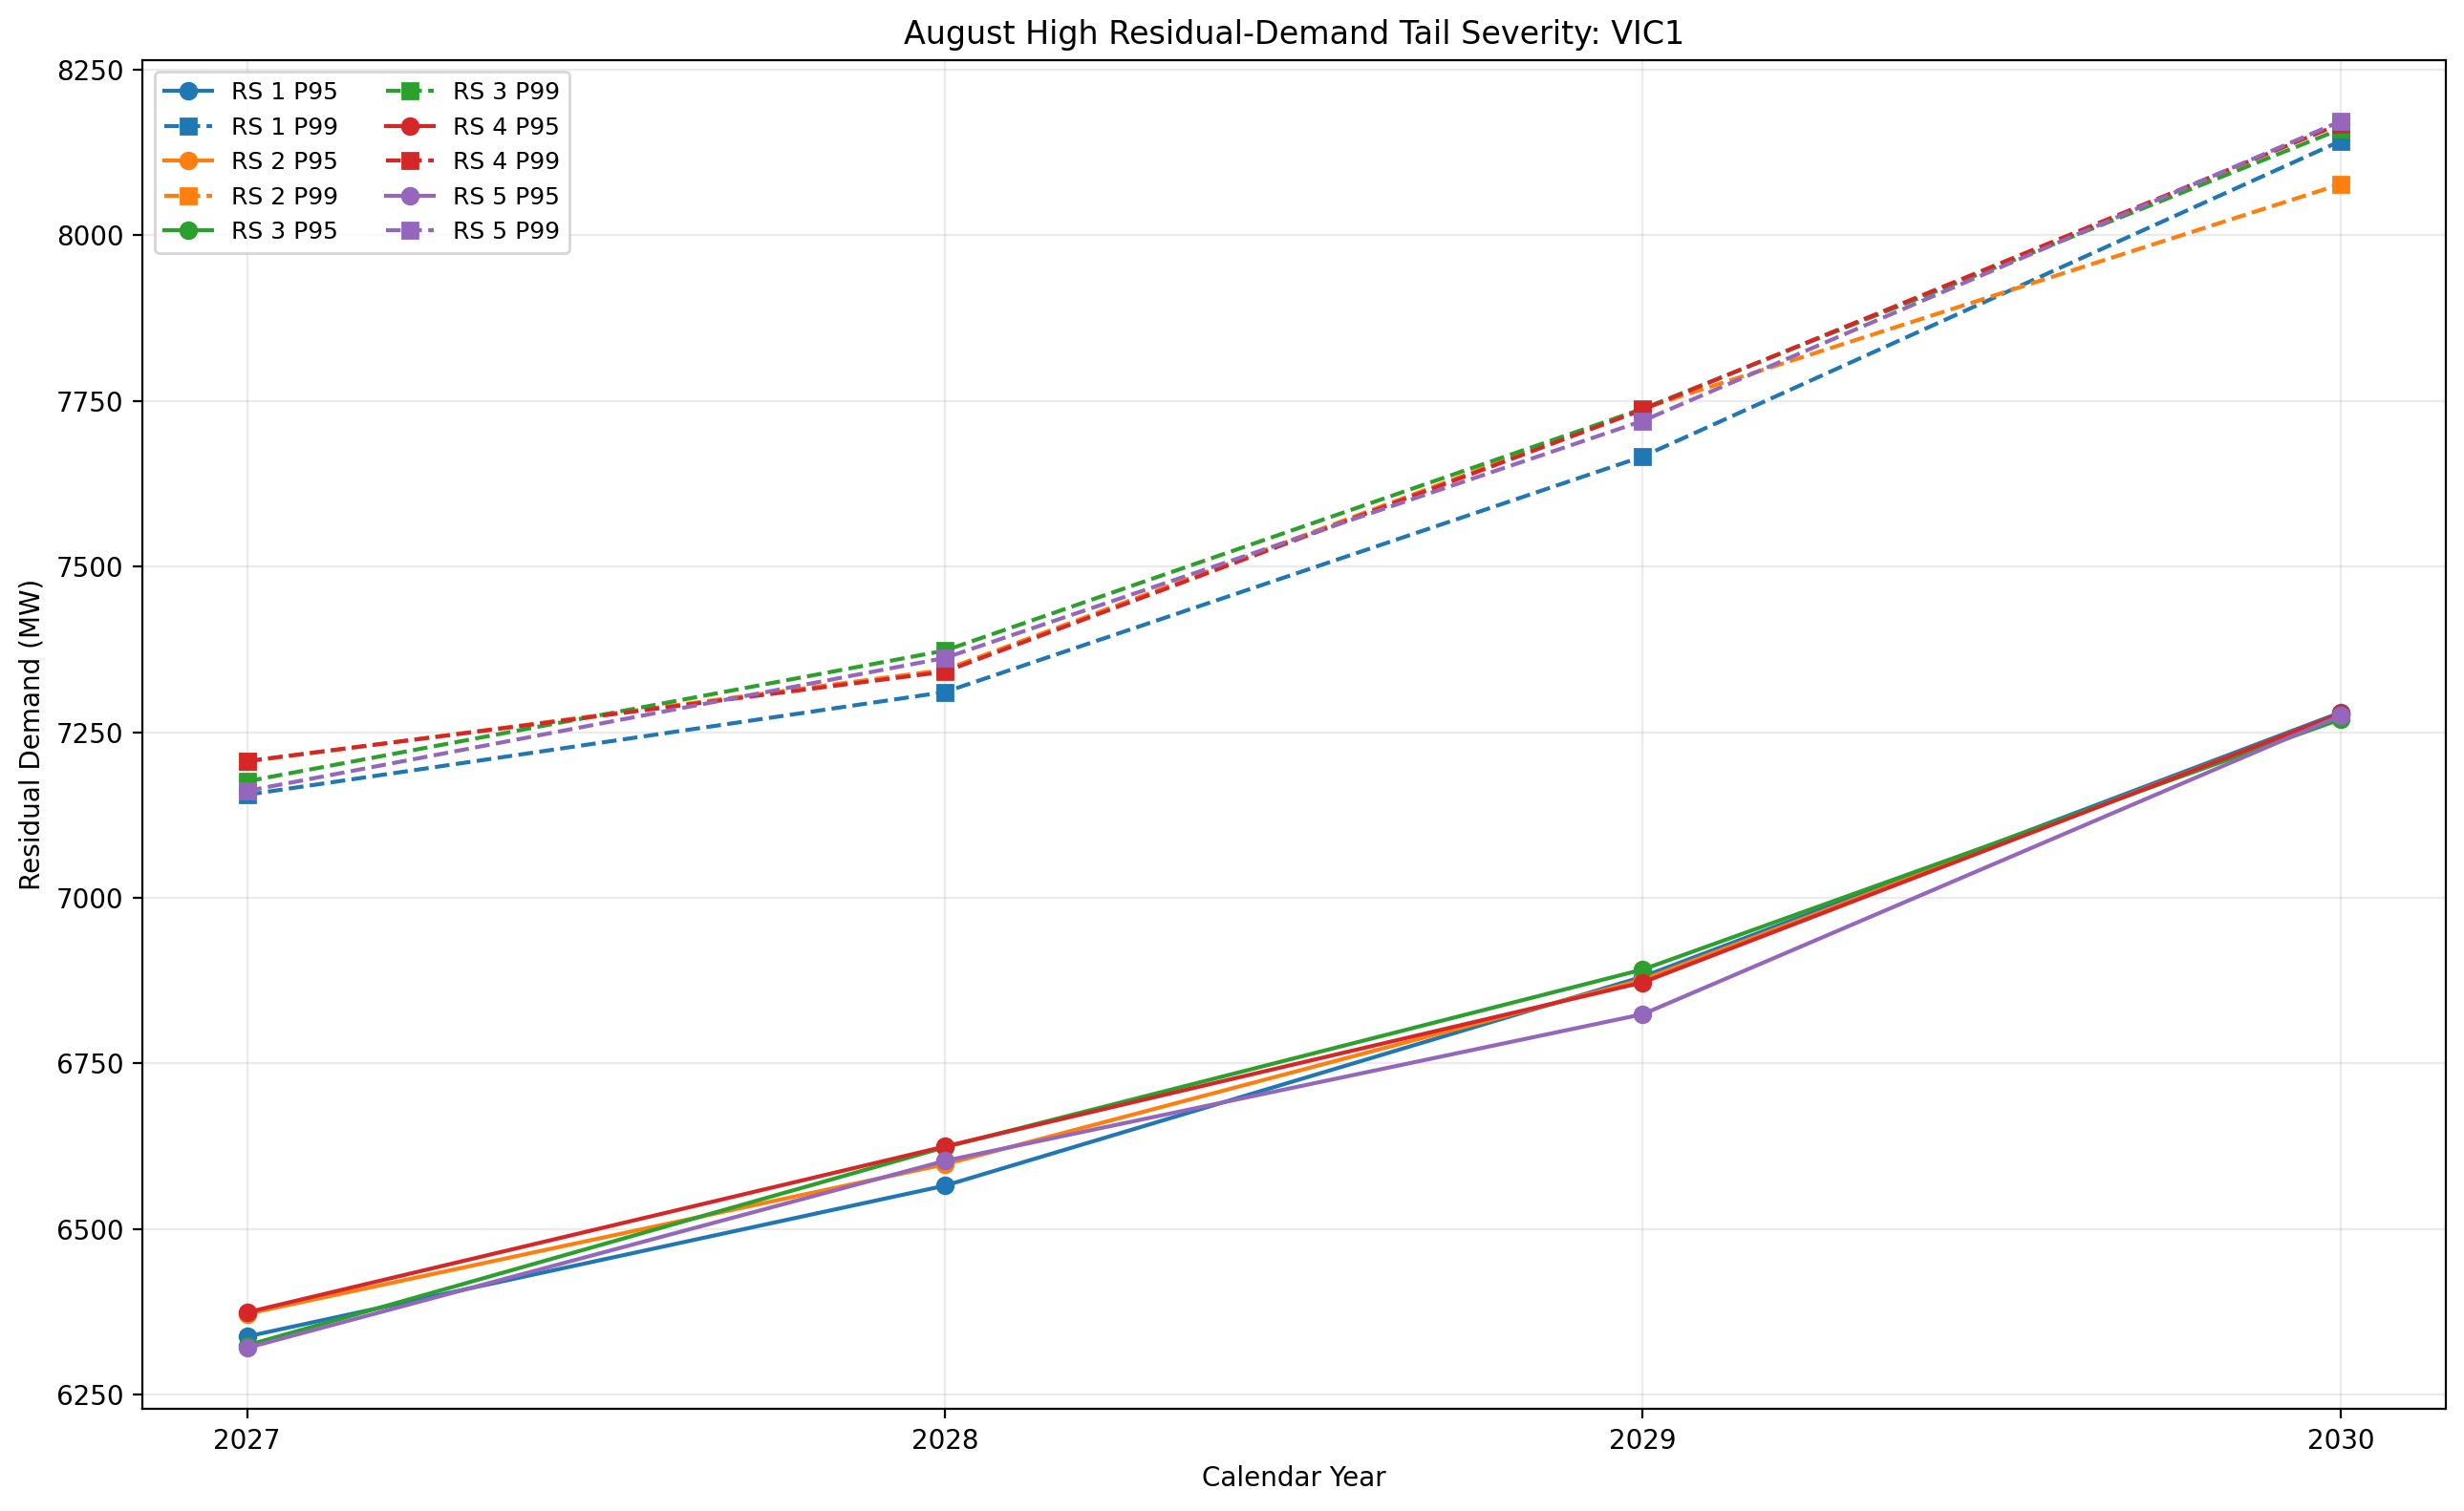 August High Residual-Demand Tail Severity: VIC1
8250
8000
7750
7500
7250
7000
6750
6500
6250
Residual Demand (MW)
RS 1 P95
RS 1 P99
RS 2 P95
RS 2 P99
RS 3 P95
RS 3 P99
RS 4 P95
RS 4 P99
RS 5 P95
RS 5 P99
2027
2028
2029
2030
Calendar Year